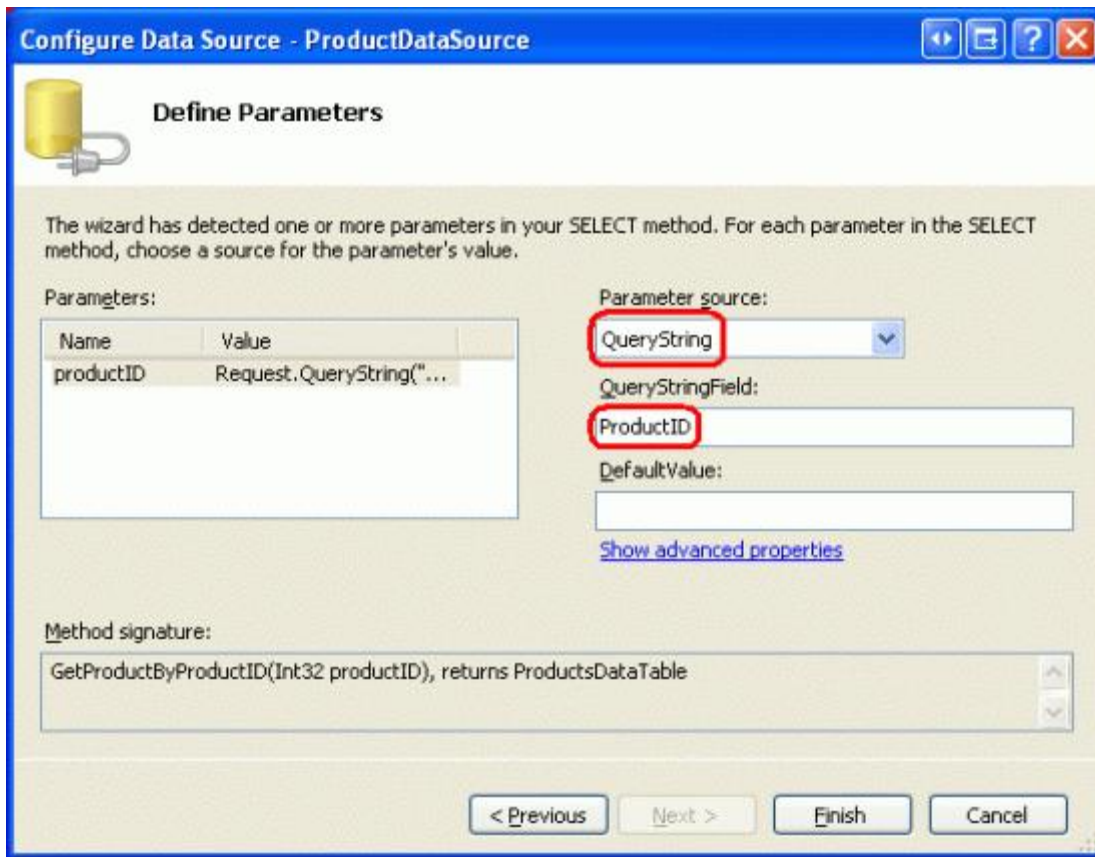 Configure Data Source - ProductDataSource
Define Parameters
The wizard has detected one or more parameters in your SELECT method. For each parameter in the SELECT
method, choose a source for the parameter's value.
Parameters:
Name Value
productID Request.QueryString("...
Parameter source:
QueryString
QueryStringField:
ProductID
DefaultValue:
Show advanced properties
Method signature:
GetProductByProductID(Int32 productID), returns ProductsDataTable
< Previous Next > Finish Cancel